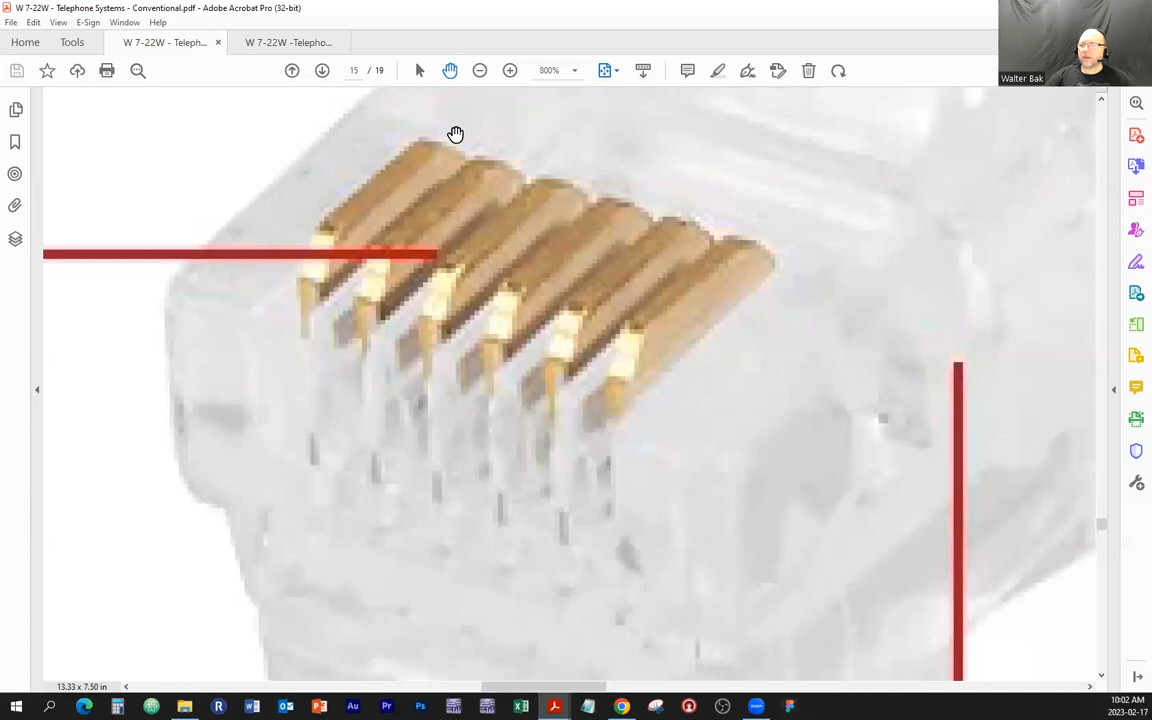 W 7-22W - Telephone Systems - Conventional.pdf - Adobe Acrobat Pro (32-bit)
File Edit View E-Sign Window Help
Home Tools W 7-22W - Teleph... W 7-22W -Telepho...
15 / 19 800%
Walter Bak
13.33 x 7.50 in
10:02 AM
2023-02-17